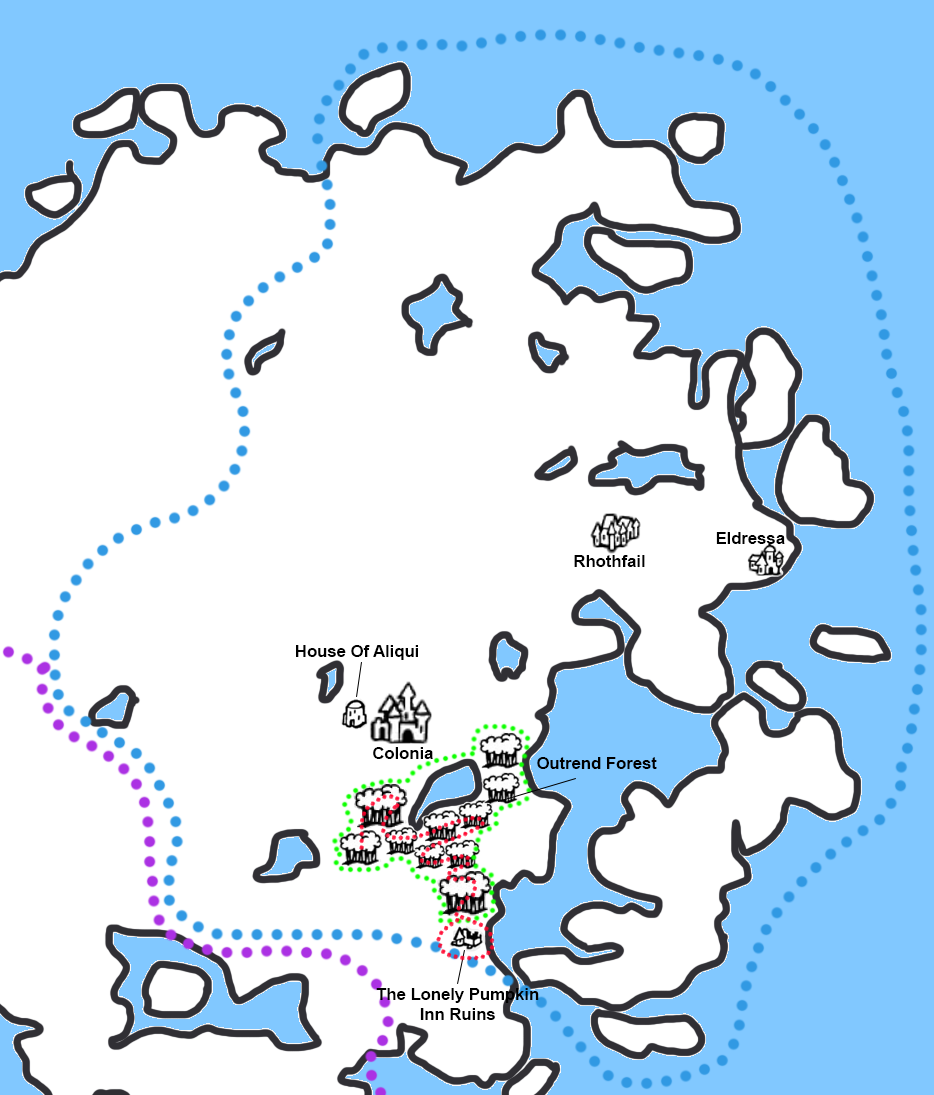 Eldressa
Rhothfail
House Of Aliqui
Colonia
Outrend Forest
The Lonely Pumpkin
Inn Ruins